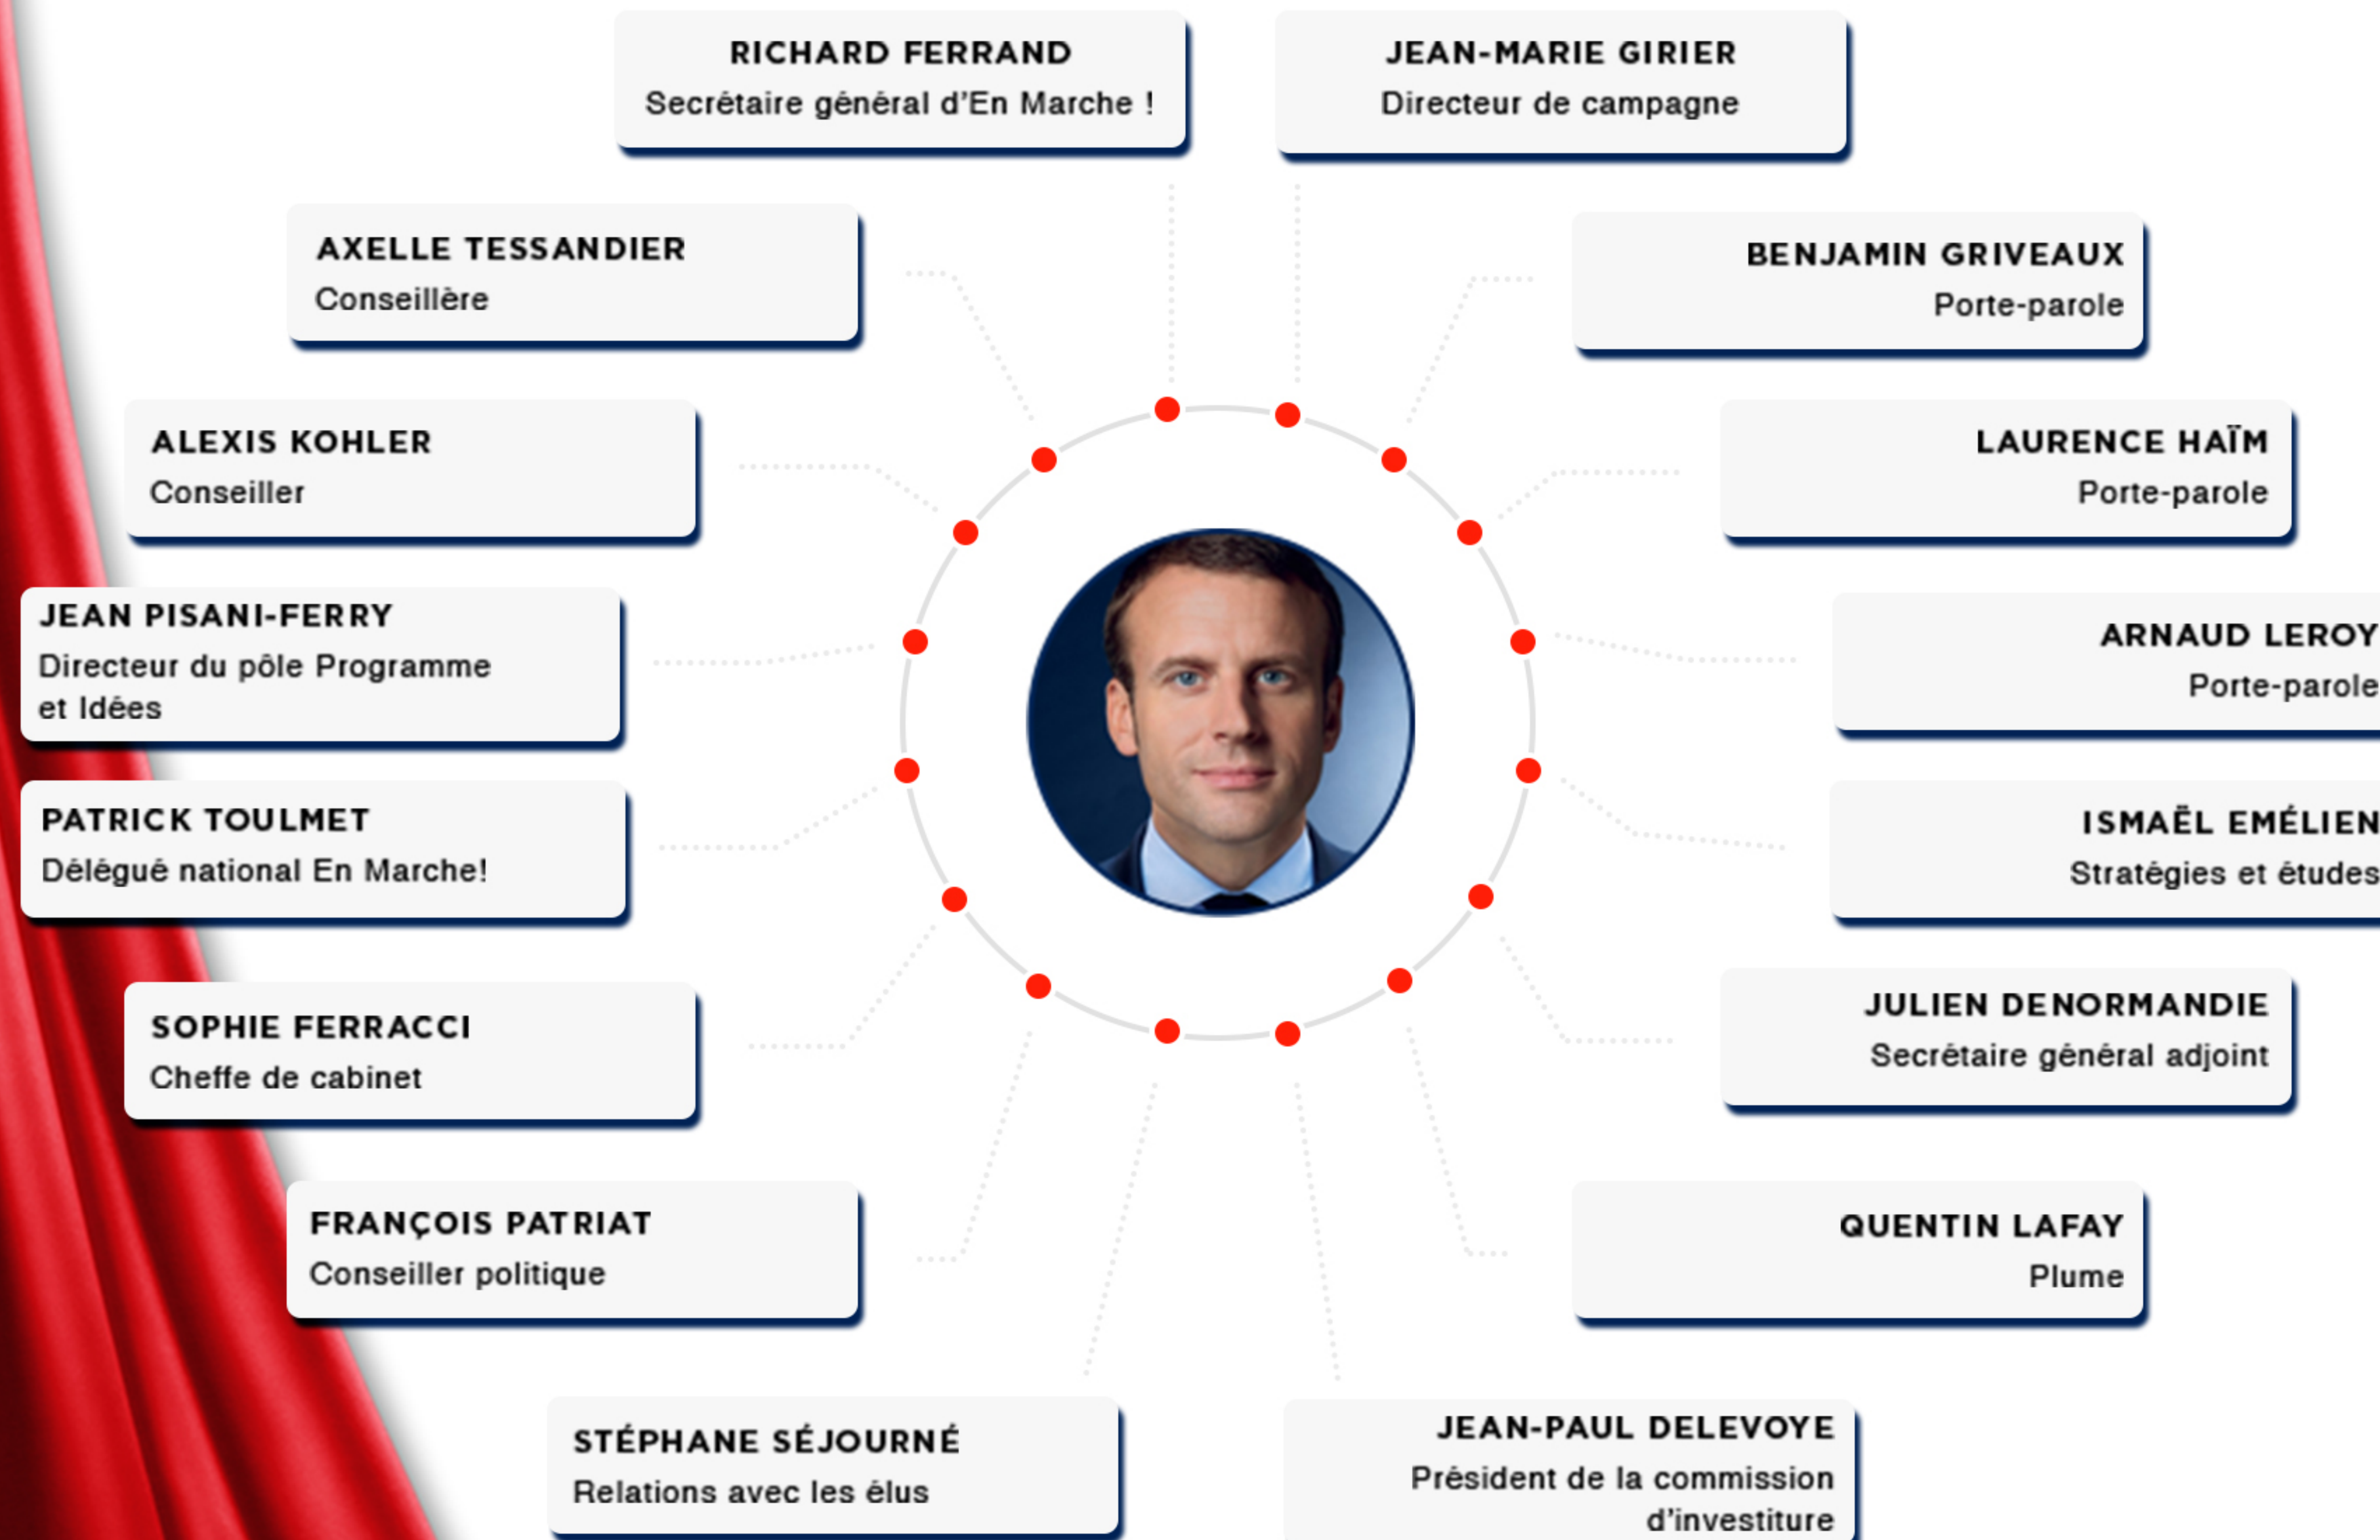 RICHARD FERRAND
Secrétaire général d'En Marche !
JEAN-MARIE GIRIER
Directeur de campagne
AXELLE TESSANDIER
Conseillère
BENJAMIN GRIVEAUX
Porte-parole
ALEXIS KOHLER
Conseiller
LAURENCE HAÏM
Porte-parole
JEAN PISANI-FERRY
Directeur du pôle Programme
et Idées
ARNAUD LEROY
Porte-parole
PATRICK TOULMET
Délégué national En Marche!
ISMAËL EMÉLIEN
Stratégies et études
SOPHIE FERRACCI
Cheffe de cabinet
JULIEN DENORMANDIE
Secrétaire général adjoint
FRANÇOIS PATRIAT
Conseiller politique
QUENTIN LAFAY
Plume
STÉPHANE SÉJOURNÉ
Relations avec les élus
JEAN-PAUL DELEVOYE
Président de la commission
d'investiture